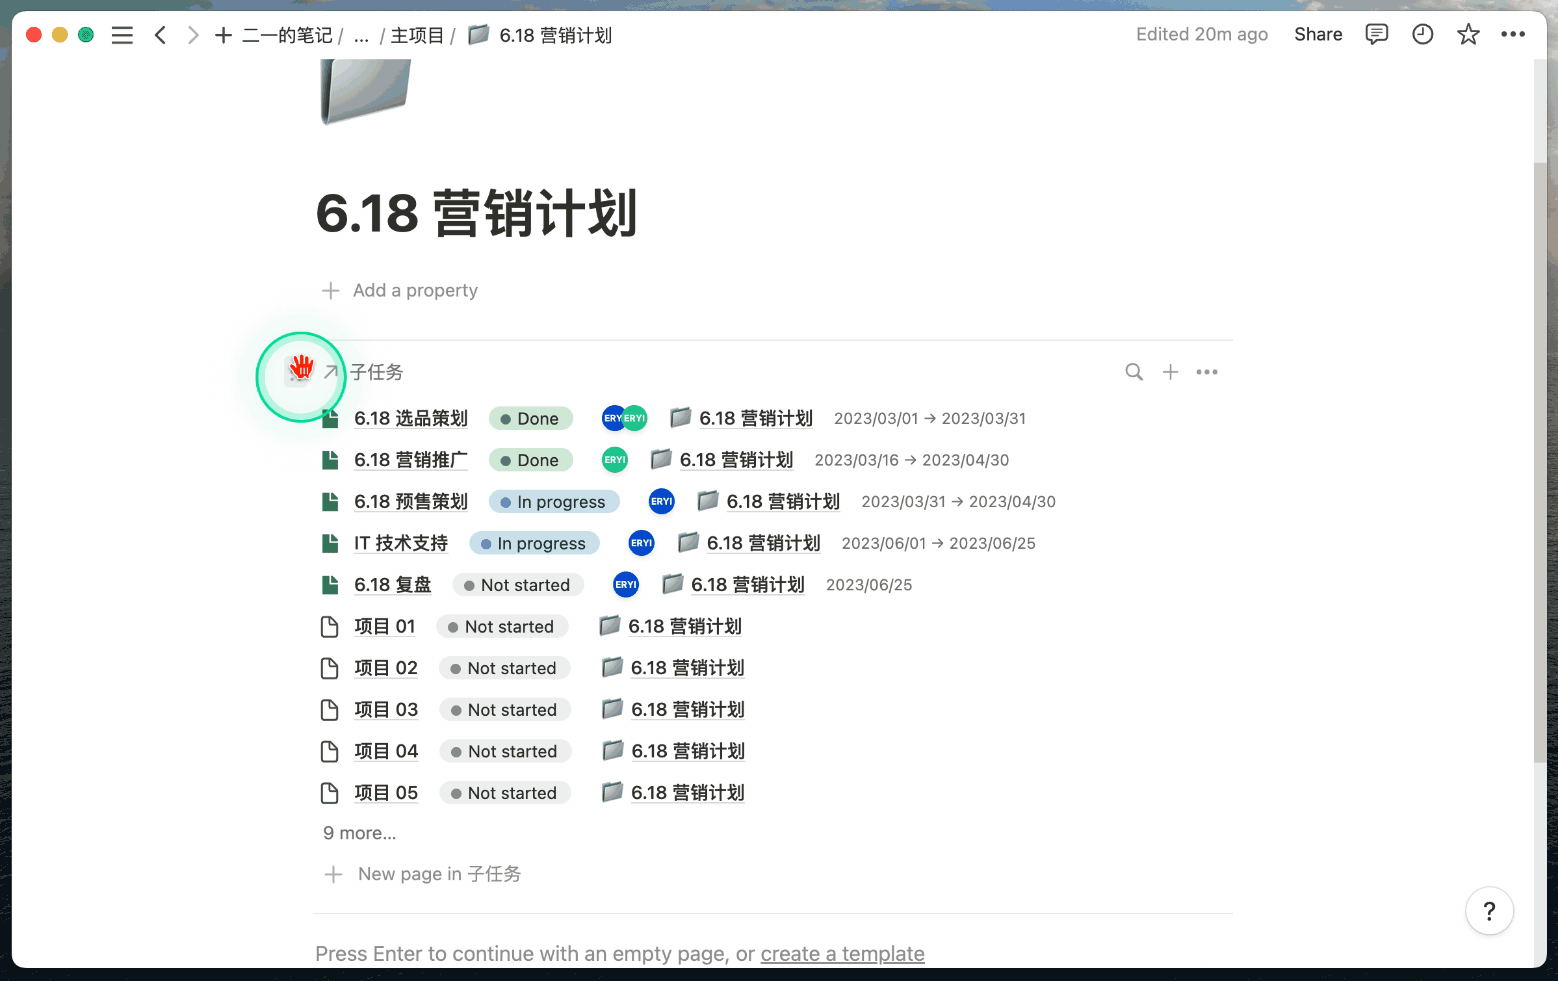 二一的笔记 / ... / 主项目 / 6.18 营销计划 Edited 20m ago Share
6.18 营销计划
Add a property
子任务
6.18 选品策划 Done ERYI ERYI 6.18 营销计划 2023/03/01 → 2023/03/31
6.18 营销推广 Done ERYI 6.18 营销计划 2023/03/16 → 2023/04/30
6.18 预售策划 In progress ERYI 6.18 营销计划 2023/03/31 → 2023/04/30
IT 技术支持 In progress ERYI 6.18 营销计划 2023/06/01 → 2023/06/25
6.18 复盘 Not started ERYI 6.18 营销计划 2023/06/25
项目 01 Not started 6.18 营销计划
项目 02 Not started 6.18 营销计划
项目 03 Not started 6.18 营销计划
项目 04 Not started 6.18 营销计划
项目 05 Not started 6.18 营销计划
9 more...
New page in 子任务
?
Press Enter to continue with an empty page, or create a template